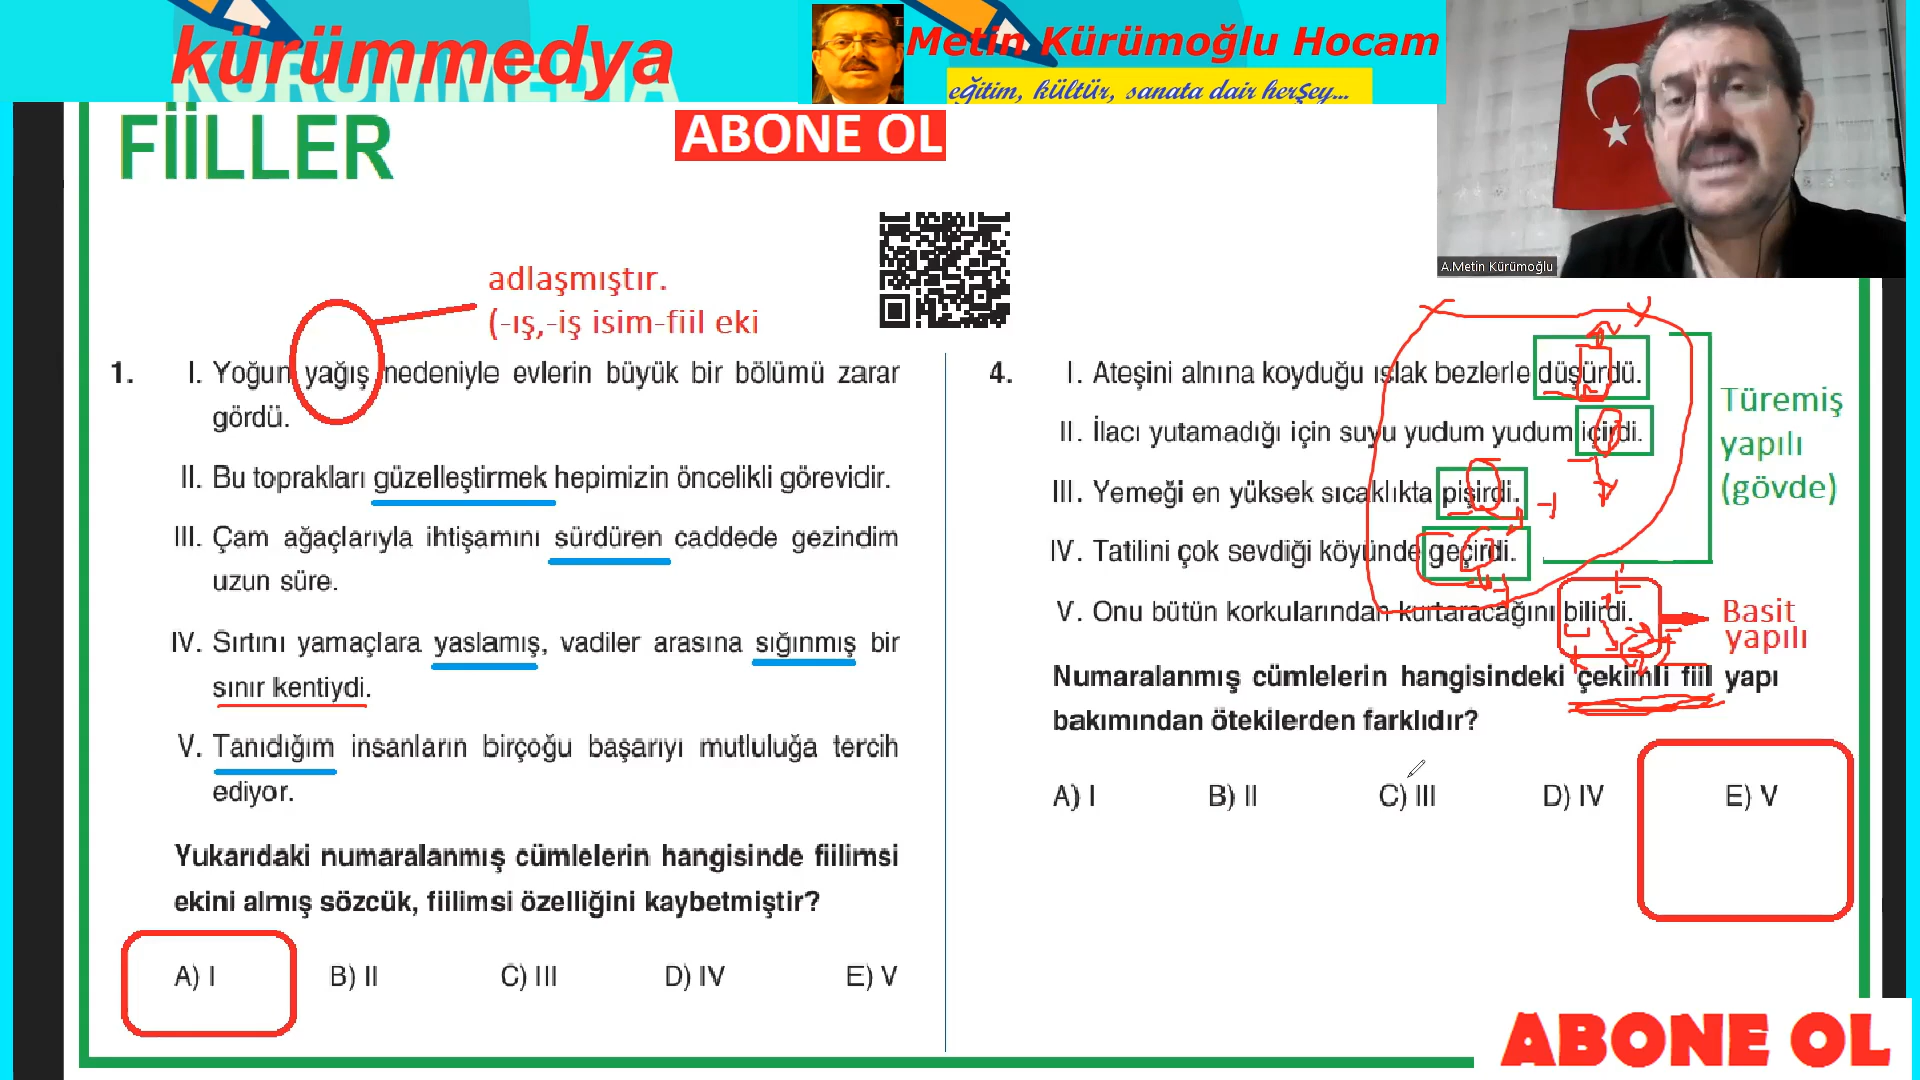 kürümmedya
KURUMMEDIA
Metin Kürümoğlu Hocam
eğitim, kültür, sanata dair herşey...
A.Metin Kürümoğlu
FİİLLER
ABONE OL
adlaşmıştır.
(-ış,-iş isim-fiil eki
1. I. Yoğun yağış nedeniyle evlerin büyük bir bölümü zarar
gördü.
II. Bu toprakları güzelleştirmek hepimizin öncelikli görevidir.
III. Çam ağaçlarıyla ihtişamını sürdüren caddede gezindim
uzun süre.
IV. Sırtını yamaçlara yaslamış, vadiler arasına sığınmış bir
sınır kentiydi.
V. Tanıdığım insanların birçoğu başarıyı mutluluğa tercih
ediyor.
Yukarıdaki numaralanmış cümlelerin hangisinde fiilimsi
ekini almış sözcük, fiilimsi özelliğini kaybetmiştir?
A) I B) II C) III D) IV E) V
4. I. Ateşini alnına koyduğu ıslak bezlerle düşürdü.
II. İlacı yutamadığı için suyu yudum yudum içirdi.
III. Yemeği en yüksek sıcaklıkta pişirdi.
IV. Tatilini çok sevdiği köyünde geçirdi.
V. Onu bütün korkularından kurtaracağını bilirdi.
Türemiş
yapılı
(gövde)
Basit
yapılı
Numaralanmış cümlelerin hangisindeki çekimli fiil yapı
bakımından ötekilerden farklıdır?
A) I B) II C) III D) IV E) V
ABONE OL